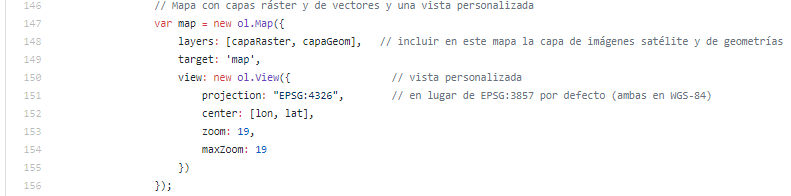 146 // Mapa con capas ráster y de vectores y una vista personalizada
147 var map = new ol.Map({
148 layers: [capaRaster, capaGeom], // incluir en este mapa la capa de imágenes satélite y de geometrías
149 target: 'map',
150 view: new ol.View({ // vista personalizada
151 projection: "EPSG:4326", // en lugar de EPSG:3857 por defecto (ambas en WGS-84)
152 center: [lon, lat],
153 zoom: 19,
154 maxZoom: 19
155 })
156 });